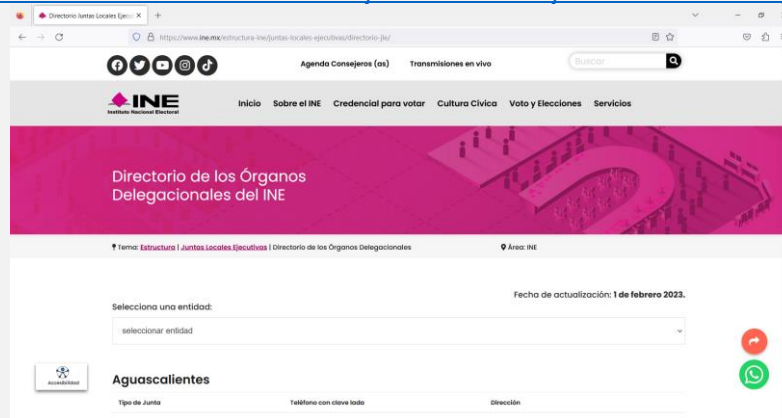 Directorio Juntas Locales Ejecu
https://www.ine.mx/estructura-ine/juntas-locales-ejecutivas/directorio-jle/
Agenda Consejeros (as) Transmisiones en vivo Buscar
INE
Instituto Nacional Electoral
Inicio Sobre el INE Credencial para votar Cultura Cívica Voto y Elecciones Servicios
Directorio de los Órganos
Delegacionales del INE
Tema: Estructura | Juntas Locales Ejecutivas | Directorio de los Órganos Delegacionales Área: INE
Fecha de actualización: 1 de febrero 2023.
Selecciona una entidad:
seleccionar entidad
Accesibilidad
Aguascalientes
Tipo de Junta Teléfono con clave lada Dirección